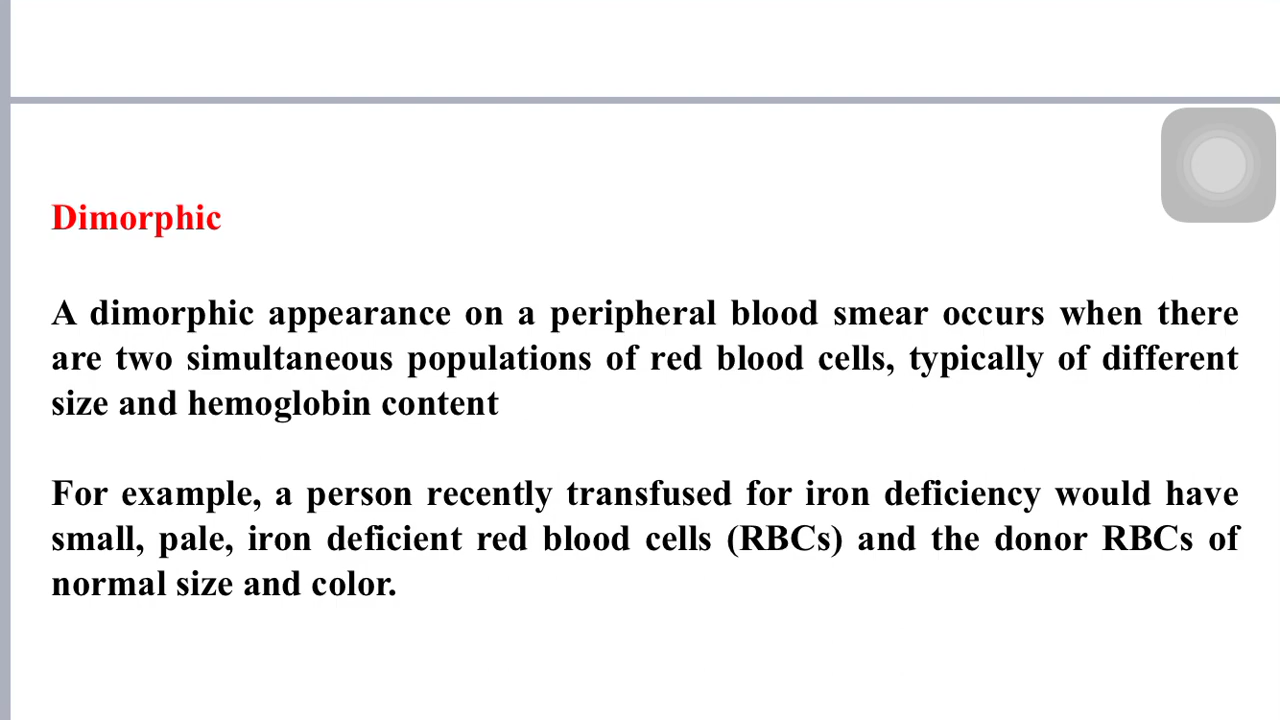 Dimorphic
A dimorphic appearance on a peripheral blood smear occurs when there
are two simultaneous populations of red blood cells, typically of different
size and hemoglobin content
For example, a person recently transfused for iron deficiency would have
small, pale, iron deficient red blood cells (RBCs) and the donor RBCs of
normal size and color.